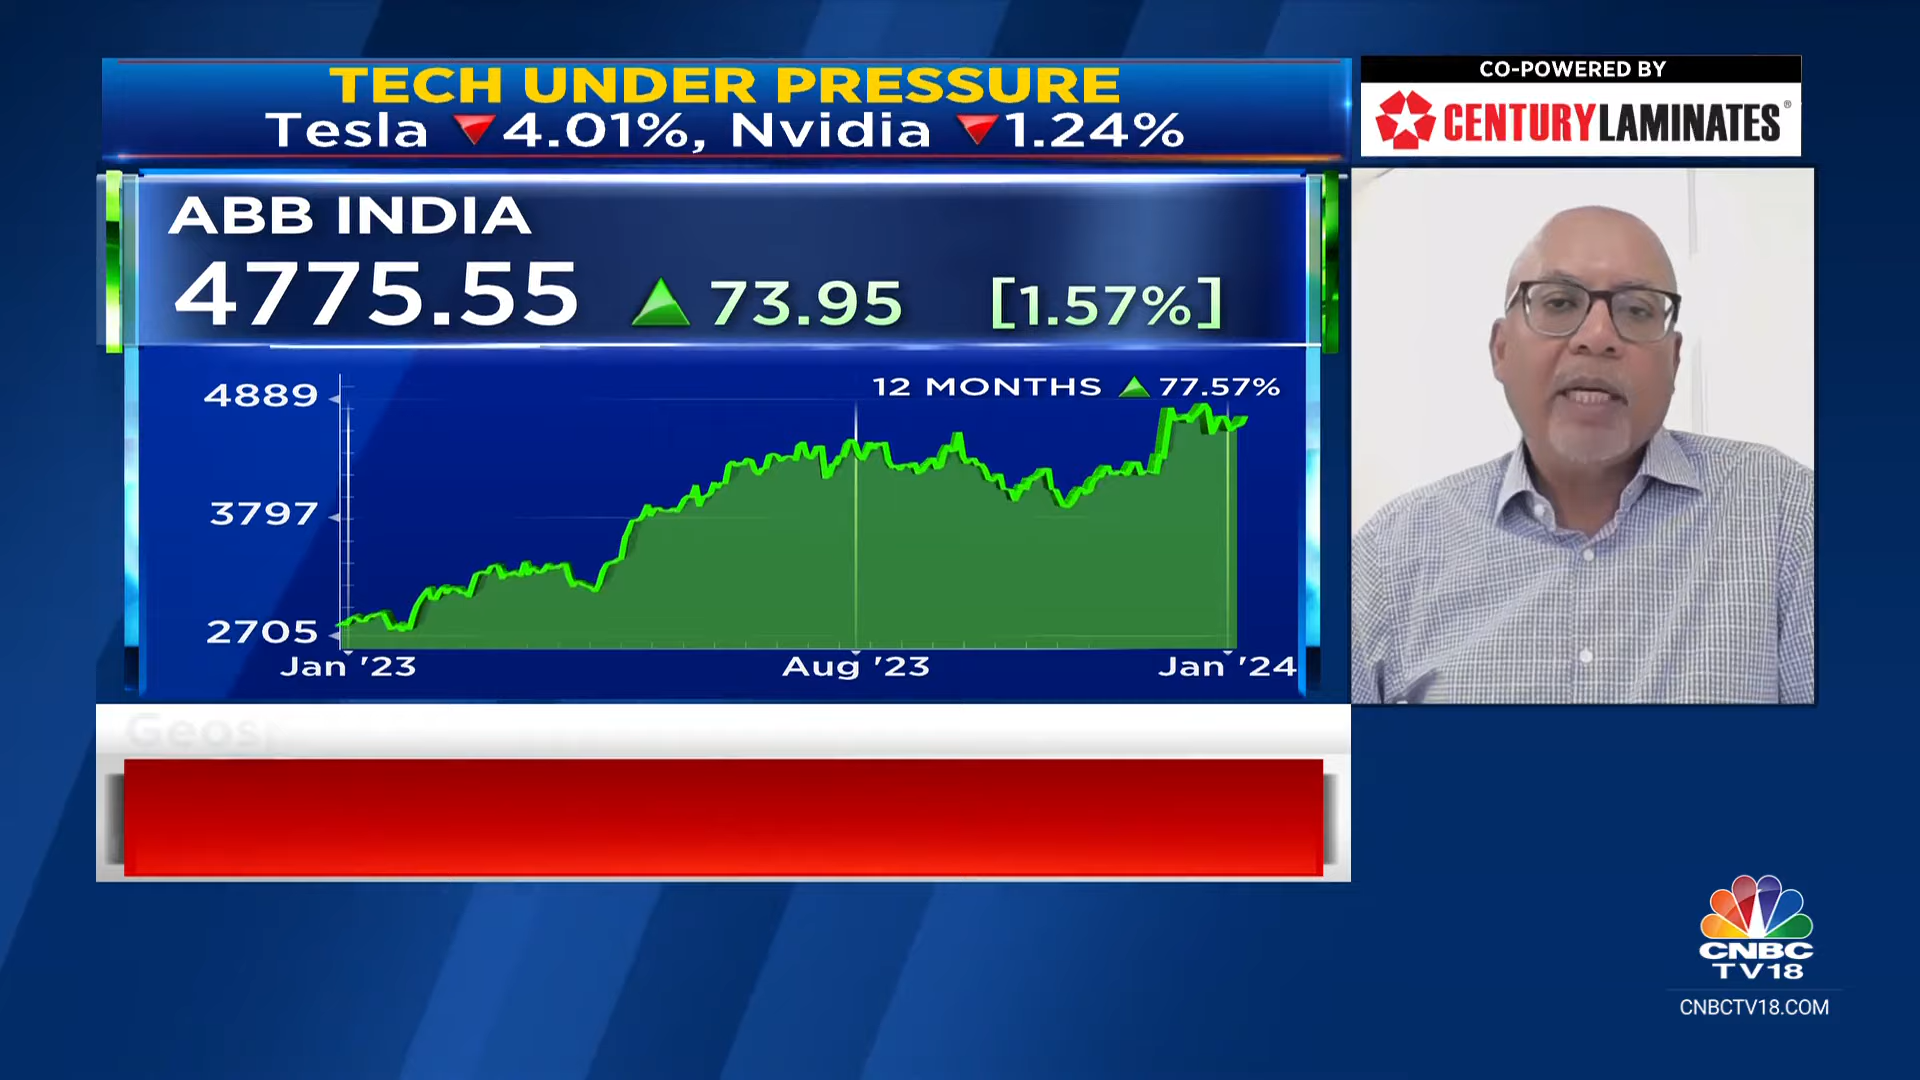 TECH UNDER PRESSURE
Tesla ▼4.01%, Nvidia ▼1.24%
CO-POWERED BY
CENTURYLAMINATES®
ABB INDIA
4775.55 ▲ 73.95 [1.57%]
12 MONTHS ▲ 77.57%
4889
3797
2705
Jan '23 Aug '23 Jan '24
CNBC
TV18
CNBCTV18.COM